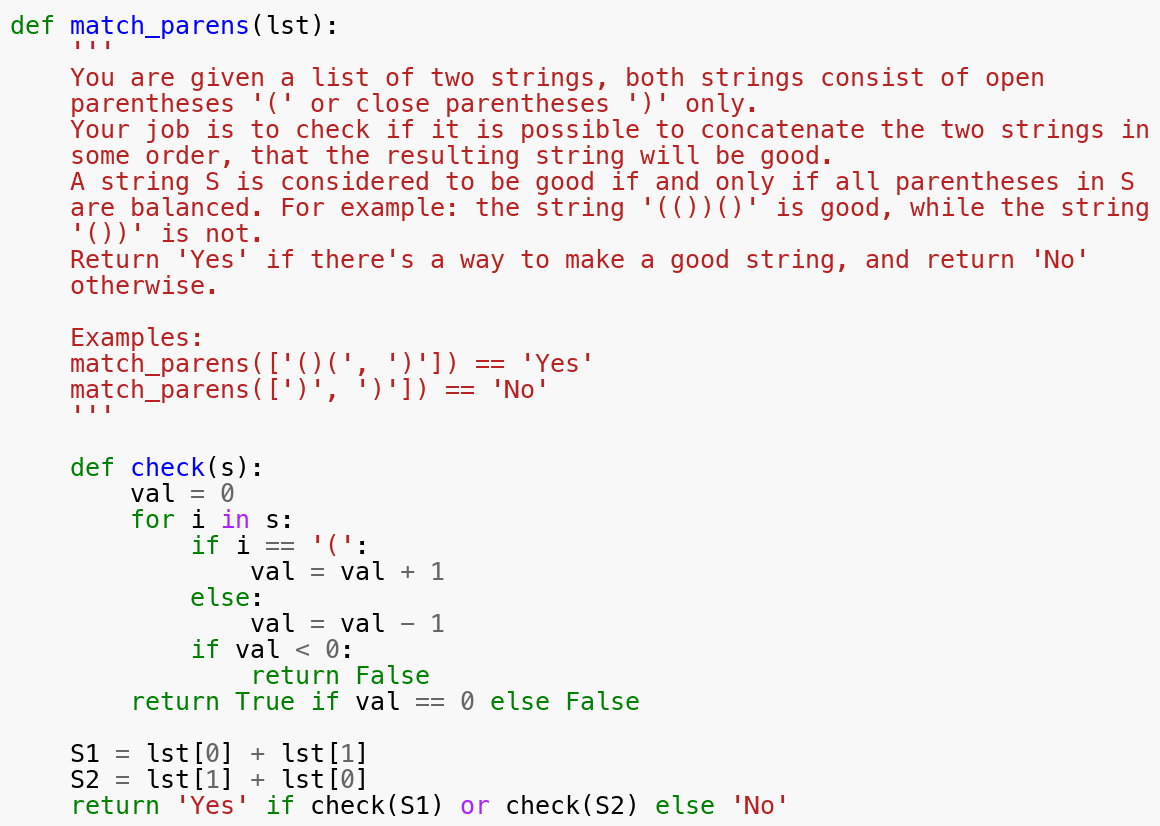 def match_parens(lst):
    '''
    You are given a list of two strings, both strings consist of open
    parentheses '(' or close parentheses ')' only.
    Your job is to check if it is possible to concatenate the two strings in
    some order, that the resulting string will be good.
    A string S is considered to be good if and only if all parentheses in S
    are balanced. For example: the string '(())()' is good, while the string
    '())' is not.
    Return 'Yes' if there's a way to make a good string, and return 'No'
    otherwise.

    Examples:
    match_parens(['()(', ')']) == 'Yes'
    match_parens([')', ')']) == 'No'
    '''

    def check(s):
        val = 0
        for i in s:
            if i == '(':
                val = val + 1
            else:
                val = val - 1
            if val < 0:
                return False
        return True if val == 0 else False

    S1 = lst[0] + lst[1]
    S2 = lst[1] + lst[0]
    return 'Yes' if check(S1) or check(S2) else 'No'